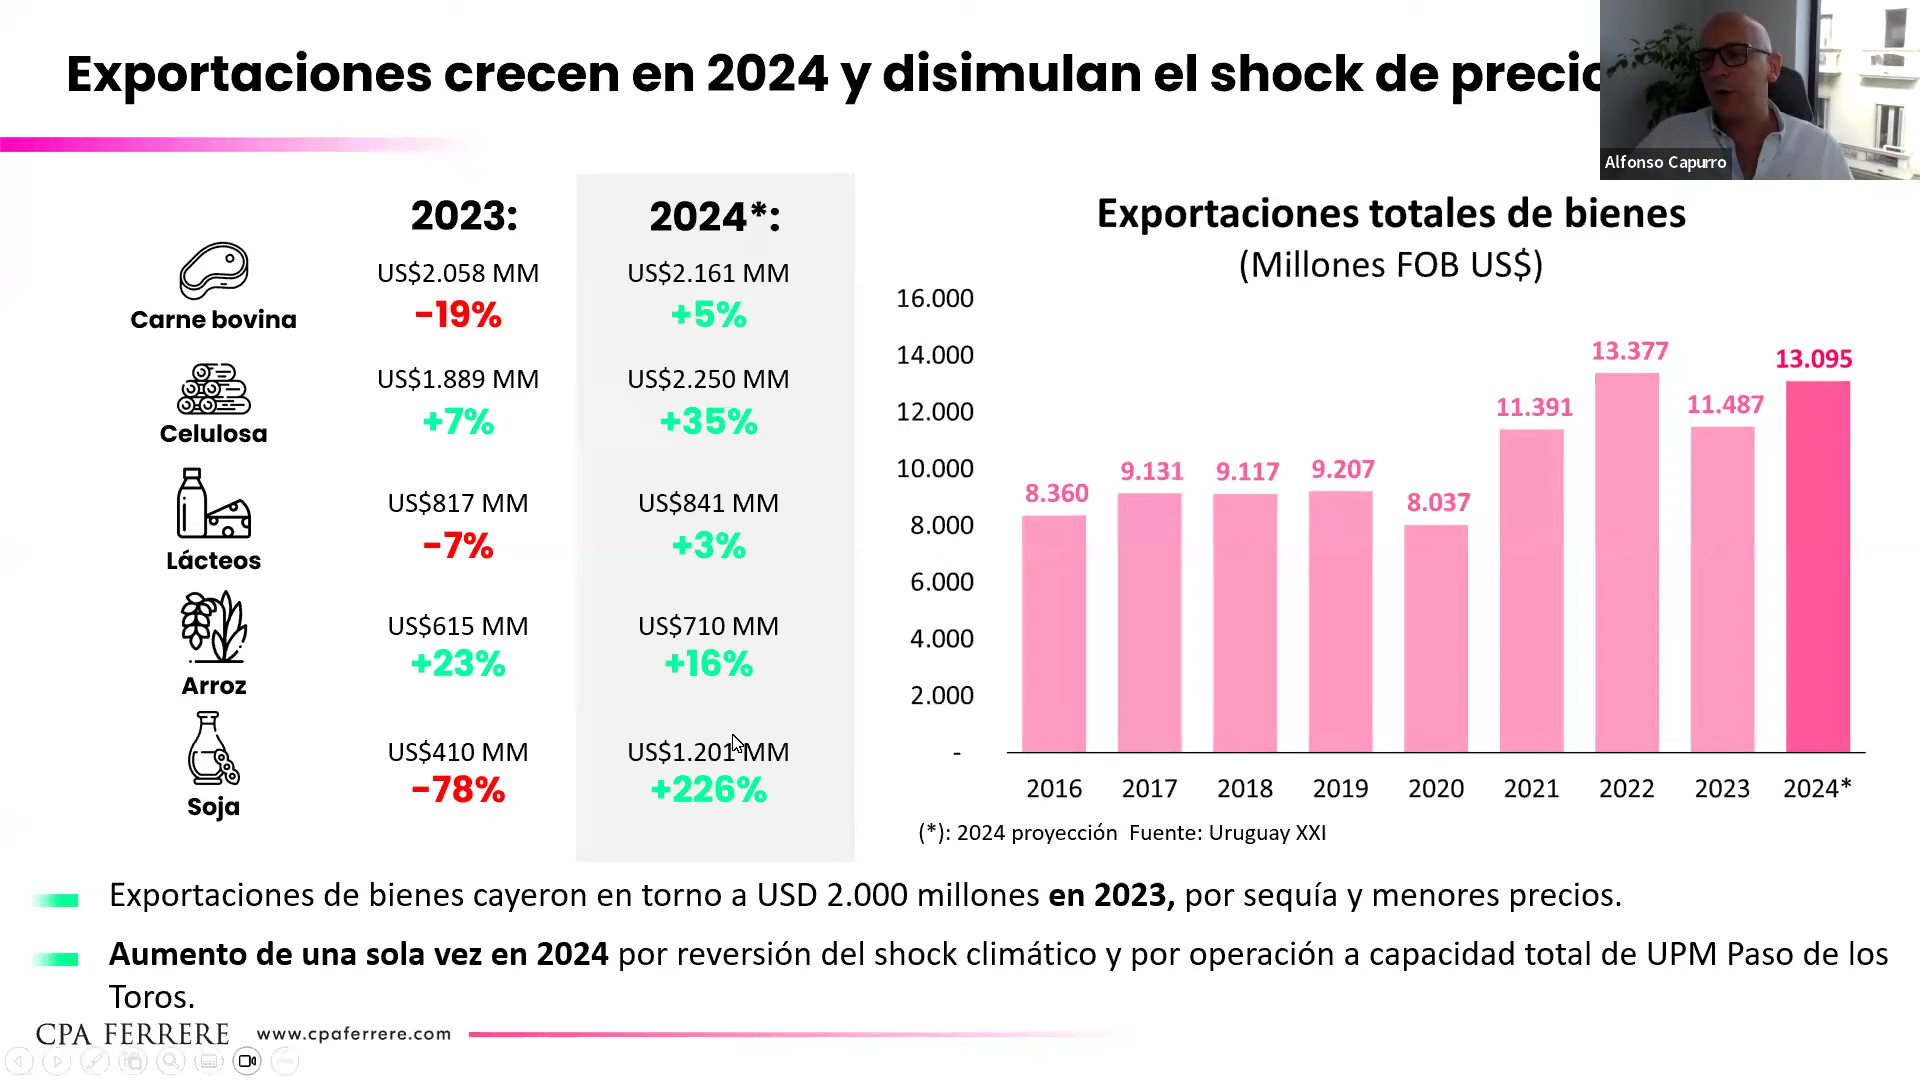 Exportaciones crecen en 2024 y disimulan el shock de precio
Alfonso Capurro
2023:
2024*:
Carne bovina
US$2.058 MM
-19%
US$2.161 MM
+5%
Celulosa
US$1.889 MM
+7%
US$2.250 MM
+35%
Lácteos
US$817 MM
-7%
US$841 MM
+3%
Arroz
US$615 MM
+23%
US$710 MM
+16%
Soja
US$410 MM
-78%
US$1.201 MM
+226%
Exportaciones totales de bienes
(Millones FOB US$)
16.000
14.000
12.000
10.000
8.000
6.000
4.000
2.000
-
8.360
9.131
9.117
9.207
8.037
11.391
13.377
11.487
13.095
2016 2017 2018 2019 2020 2021 2022 2023 2024*
(*): 2024 proyección Fuente: Uruguay XXI
Exportaciones de bienes cayeron en torno a USD 2.000 millones en 2023, por sequía y menores precios.
Aumento de una sola vez en 2024 por reversión del shock climático y por operación a capacidad total de UPM Paso de los
Toros.
CPA FERRERE www.cpaferrere.com